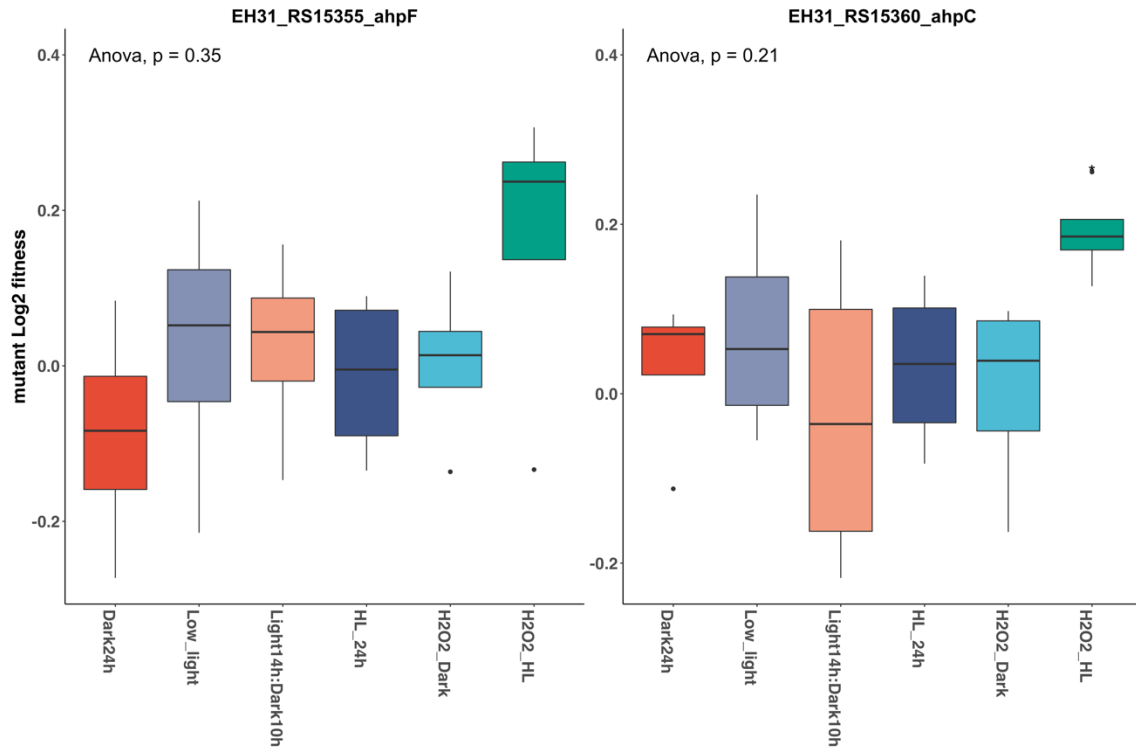 EH31_RS15355_ahpF
EH31_RS15360_ahpC
mutant Log2 fitness
0.4
0.2
0.0
-0.2
Anova, p = 0.35
Dark24h
Low_light
Light14h:Dark10h
HL_24h
H2O2_Dark
H2O2_HL
0.4
0.2
0.0
-0.2
Anova, p = 0.21
*
Dark24h
Low_light
Light14h:Dark10h
HL_24h
H2O2_Dark
H2O2_HL